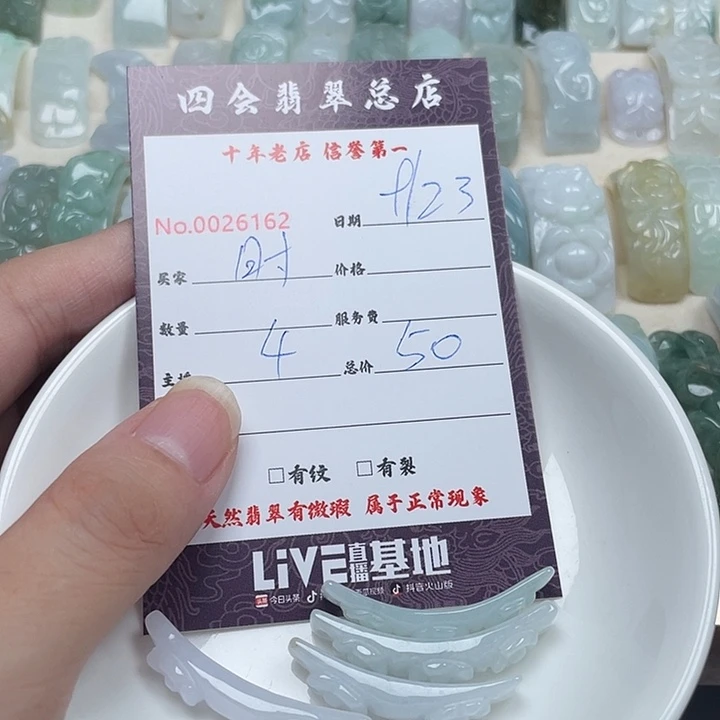 四会翡翠总店
十年老店 信誉第一
No.0026162 日期 9/23
买家 时 价格
数量 服务费
4 总价 50
□有纹 □有裂
天然翡翠有微瑕 属于正常现象
LiVE直播基地
今日头条 抖音火山版